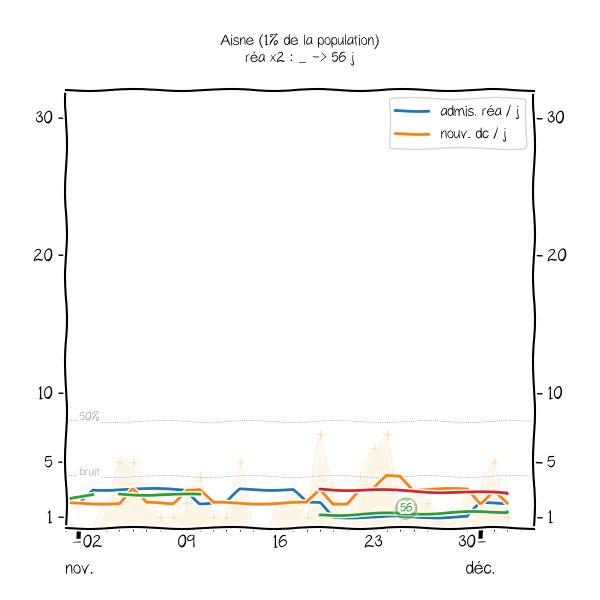 Aisne (1% de la population)
réa x2 : _ -> 56 j
admis. réa / j
nouv. dc / j
30
30
20
20
10
10
50%
5
5
bruit
56
1
1
02
09
16
23
30
nov.
déc.